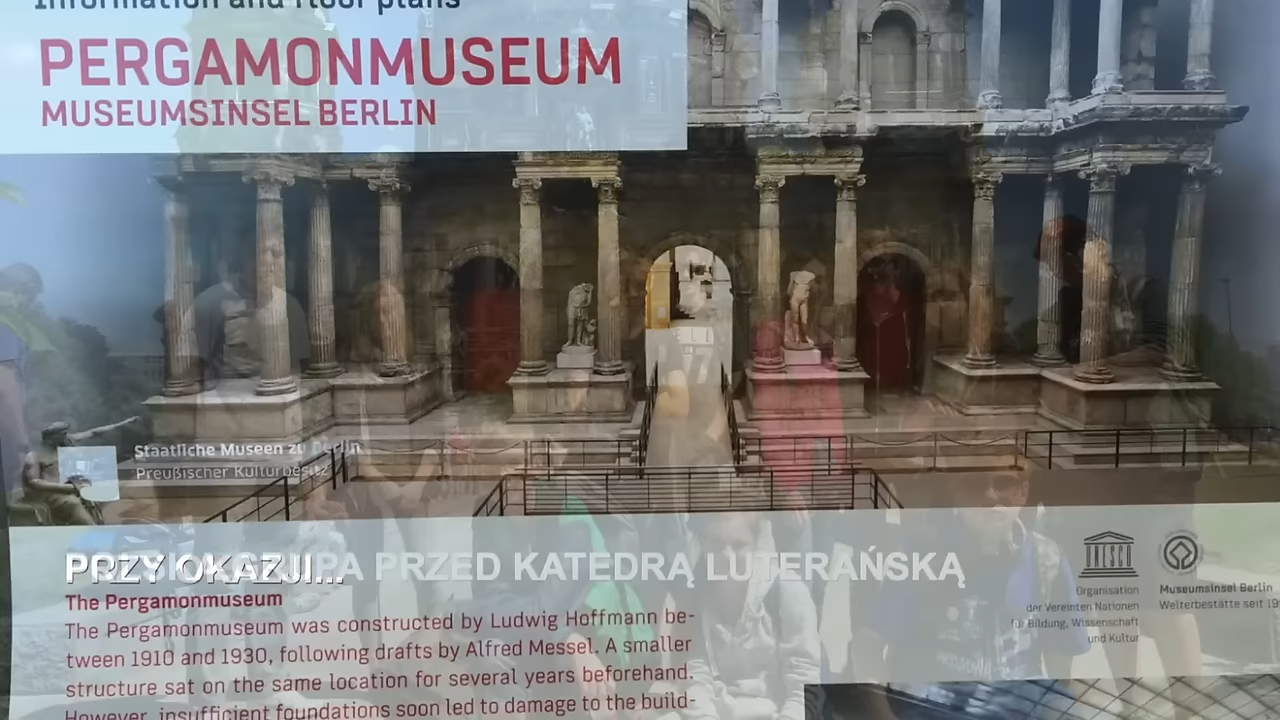 Information and floor plans
PERGAMONMUSEUM
MUSEUMSINSEL BERLIN
Staatliche Museen zu Berlin
Preußischer Kulturbesitz
PRZY OKAZJI...
PRZED KATEDRĄ LUTERAŃSKĄ
The Pergamonmuseum
The Pergamonmuseum was constructed by Ludwig Hoffmann be-
tween 1910 and 1930, following drafts by Alfred Messel. A smaller
structure sat on the same location for several years beforehand.
However, insufficient foundations soon led to damage to the build-
UNESCO
Organisation
der Vereinten Nationen
für Bildung, Wissenschaft
und Kultur
Museumsinsel Berlin
Welterbestätte seit